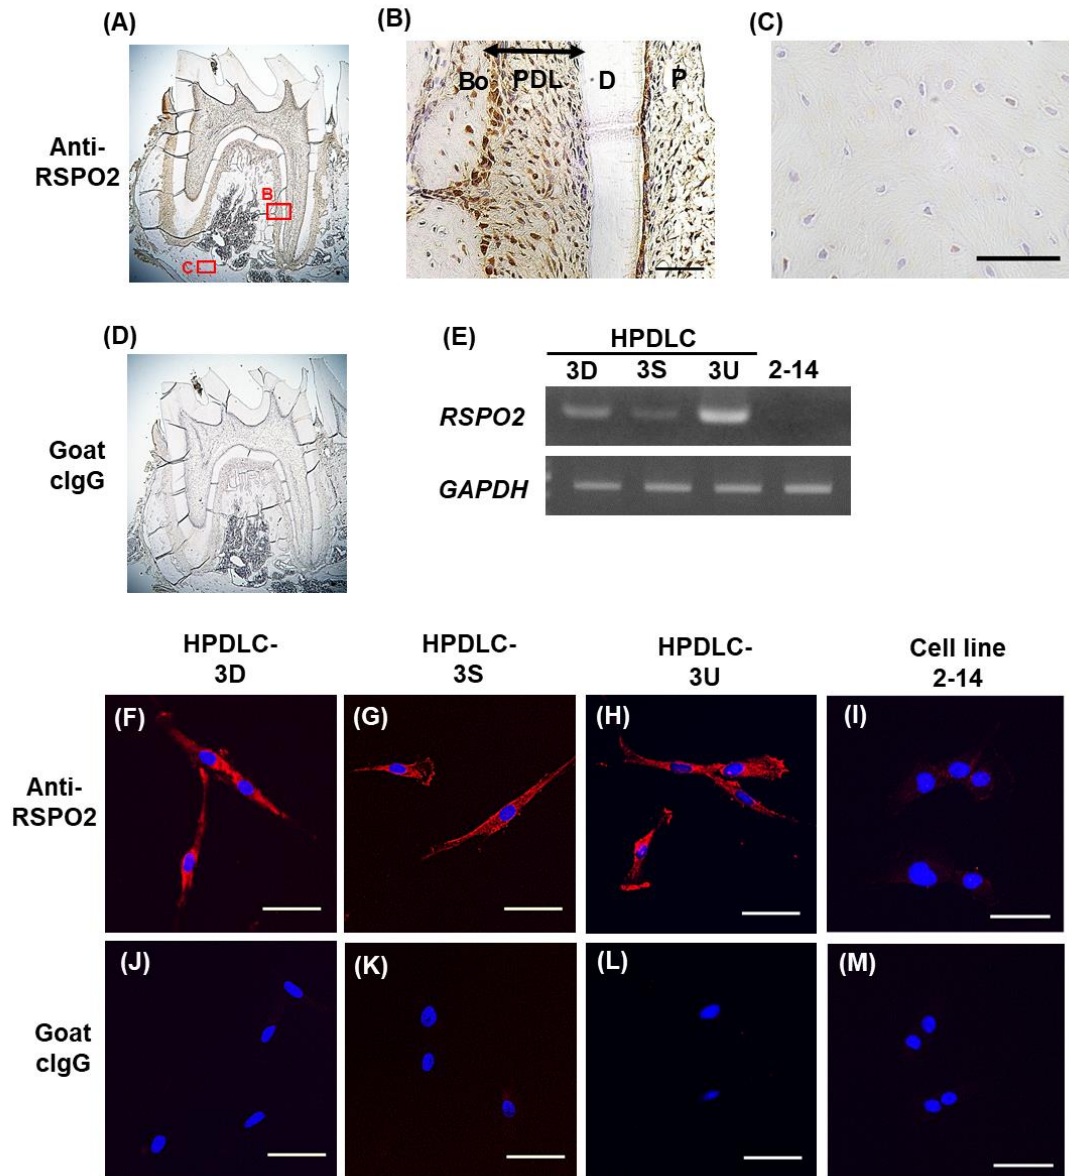 (A)
(B)
(C)
Anti-
RSPO2
B
C
Bo PDL D P
(D)
(E)
Goat
cIgG
HPDLC
3D 3S 3U 2-14
RSPO2
GAPDH
HPDLC-
3D
HPDLC-
3S
HPDLC-
3U
Cell line
2-14
Anti-
RSPO2
(F)
(G)
(H)
(I)
Goat
cIgG
(J)
(K)
(L)
(M)